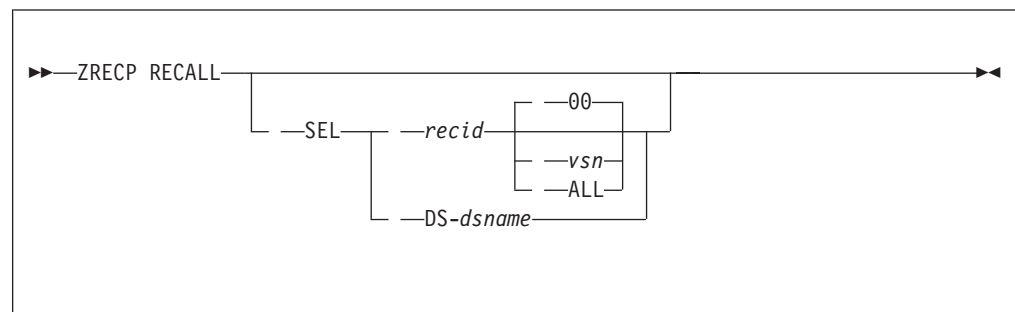 ZRECP RECALL
00
SEL recid
vsn
ALL
DS-dsname